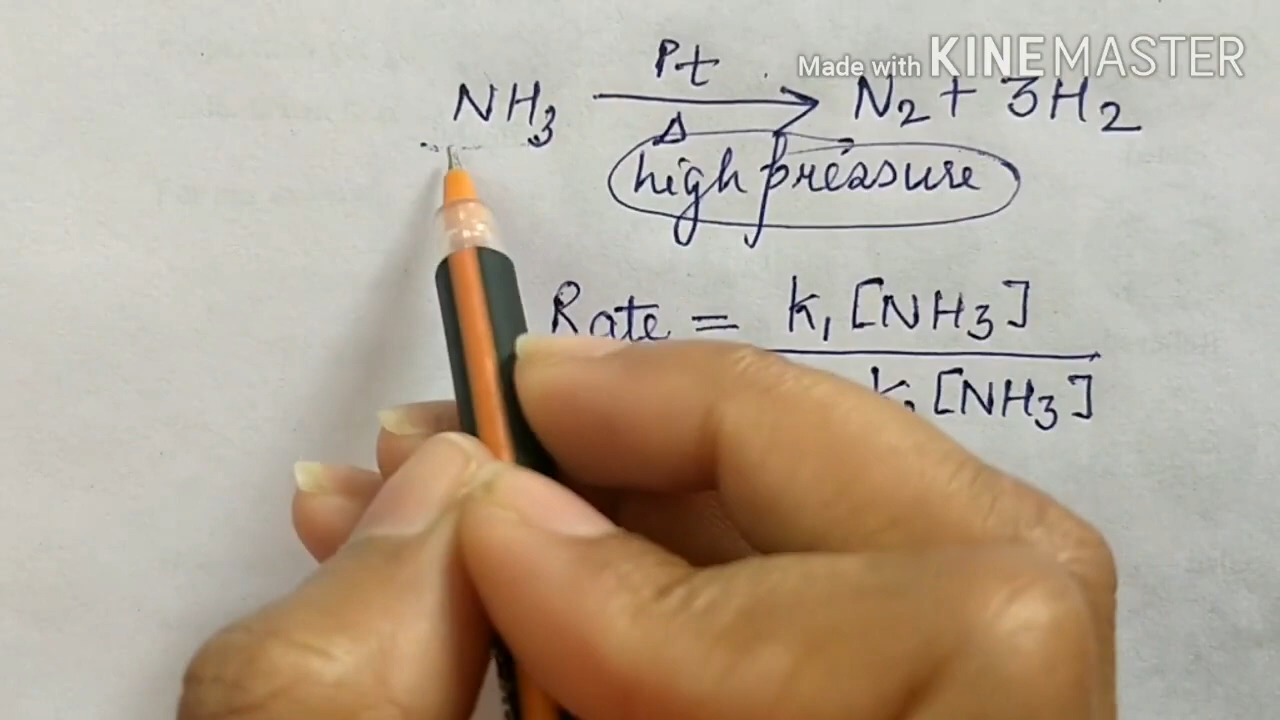 Made with KINEMASTER
NH3 Pt → N2 + 3H2
Δ
high pressure
Rate = k1 [NH3]
[NH3]